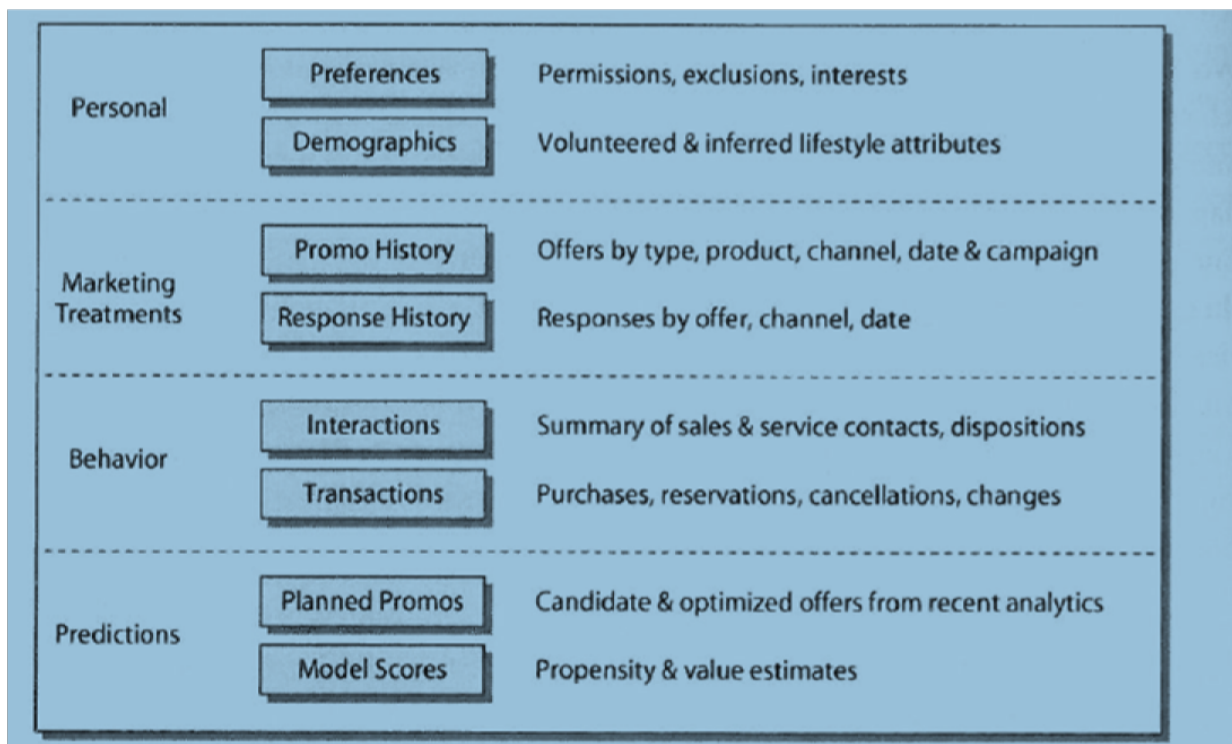 Personal
Preferences Permissions, exclusions, interests
Demographics Volunteered & inferred lifestyle attributes
Marketing
Treatments
Promo History Offers by type, product, channel, date & campaign
Response History Responses by offer, channel, date
Behavior
Interactions Summary of sales & service contacts, dispositions
Transactions Purchases, reservations, cancellations, changes
Predictions
Planned Promos Candidate & optimized offers from recent analytics
Model Scores Propensity & value estimates